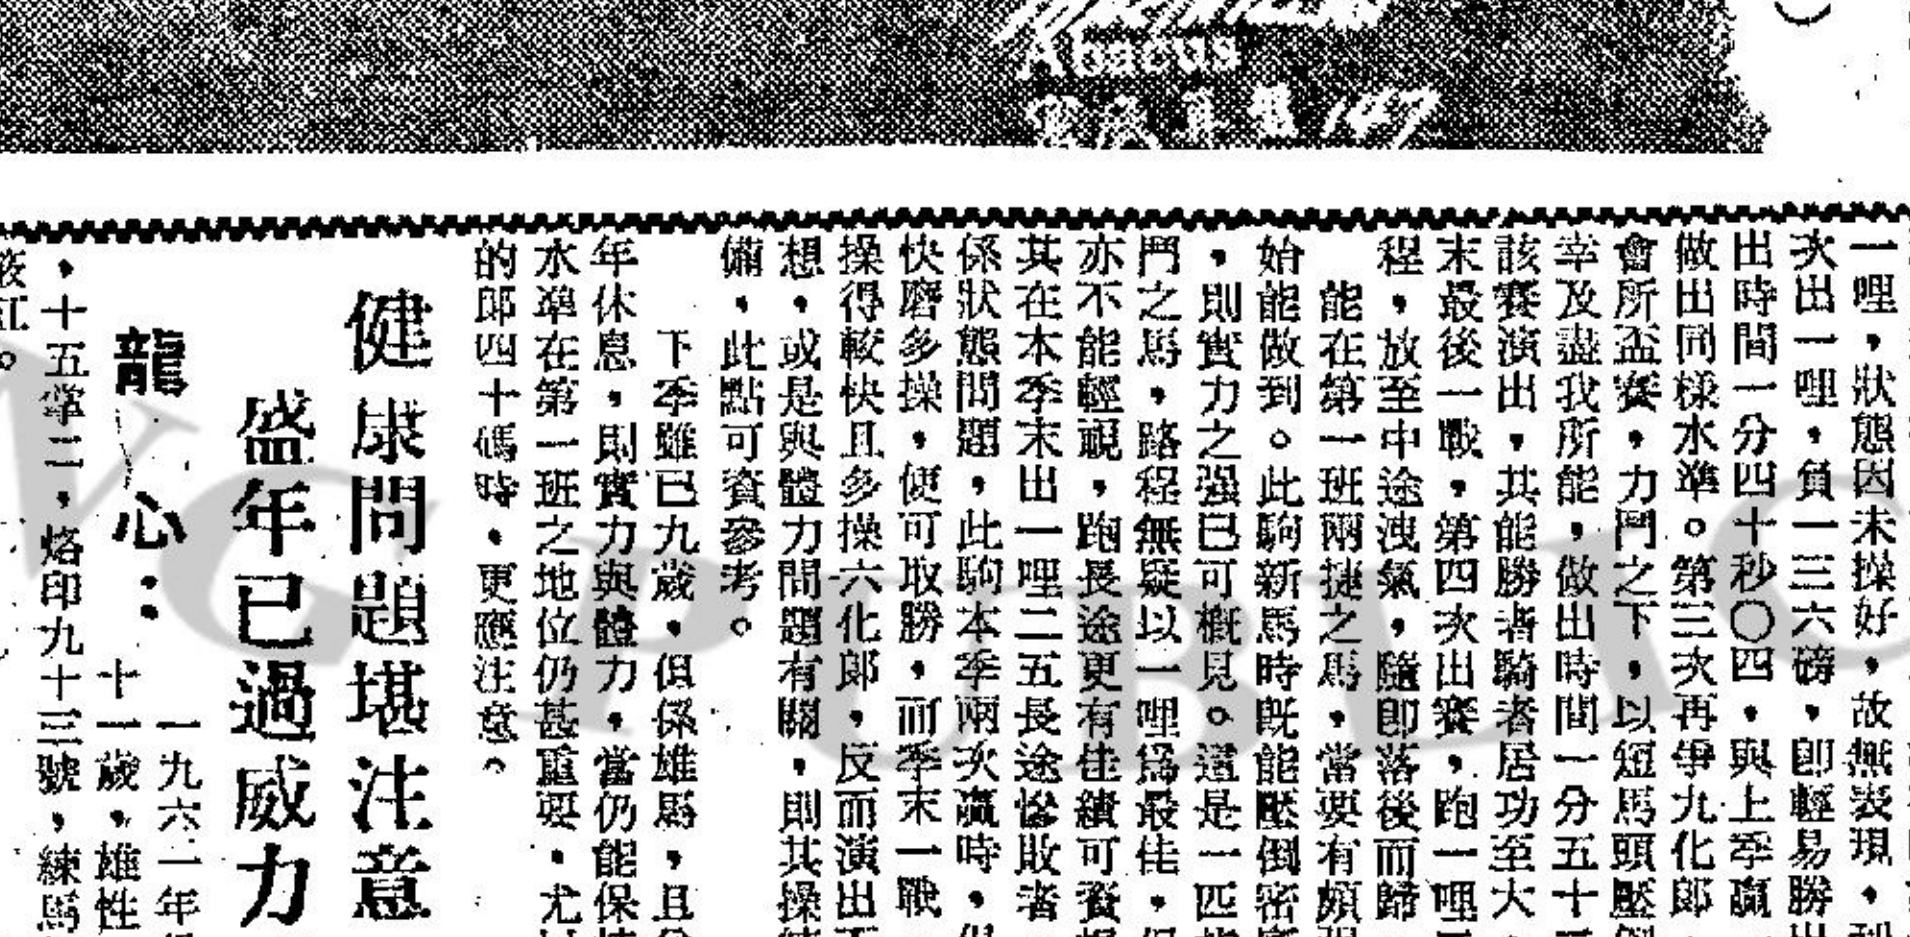 Abacus
一哩，狀態因未操好，故無表現，到
次出一哩，負一三六磅，即輕易勝出
出時間一分四十秒〇四，與上季贏
做出同樣水準。第三次再爭九化郎
會所盃賽，力鬥之下，以短馬頭壓倒
幸及盡我所能，做出時間一分五十二
該賽演出，其能勝者騎者居功至大，
末最後一戰，第四次出賽，跑一哩
程，放至中途洩氣，隨即落後而歸
能在第一班兩捷之馬，當要有頗強
始能做到。此駒新馬時既能壓倒密
，則實力之强已可概見。這是一匹
鬥之馬，路程無疑以一哩爲最佳，但
亦不能輕視，跑長途更有佳績可資
其在本季末出一哩二五長途慘敗者
係狀態問題，此駒本季兩次贏時，
快磨多操，便可取勝，而季末一戰
操得較快且多操六化郎，反而演出不
想，或是與體力問題有關，則其操
備，此點可資參考。
下季雖已九歲，但係雄馬，且
年休息，則實力與體力，當仍能保
水準在第一班之地位仍甚重要，尤
的郎四十碼時，更應注意。
健康問題堪注意
盛年已過威力
龍心：
一九六一年
十一歲，雄性
，十五掌二，烙印九十三號，練馬
紅。
PUBLIC